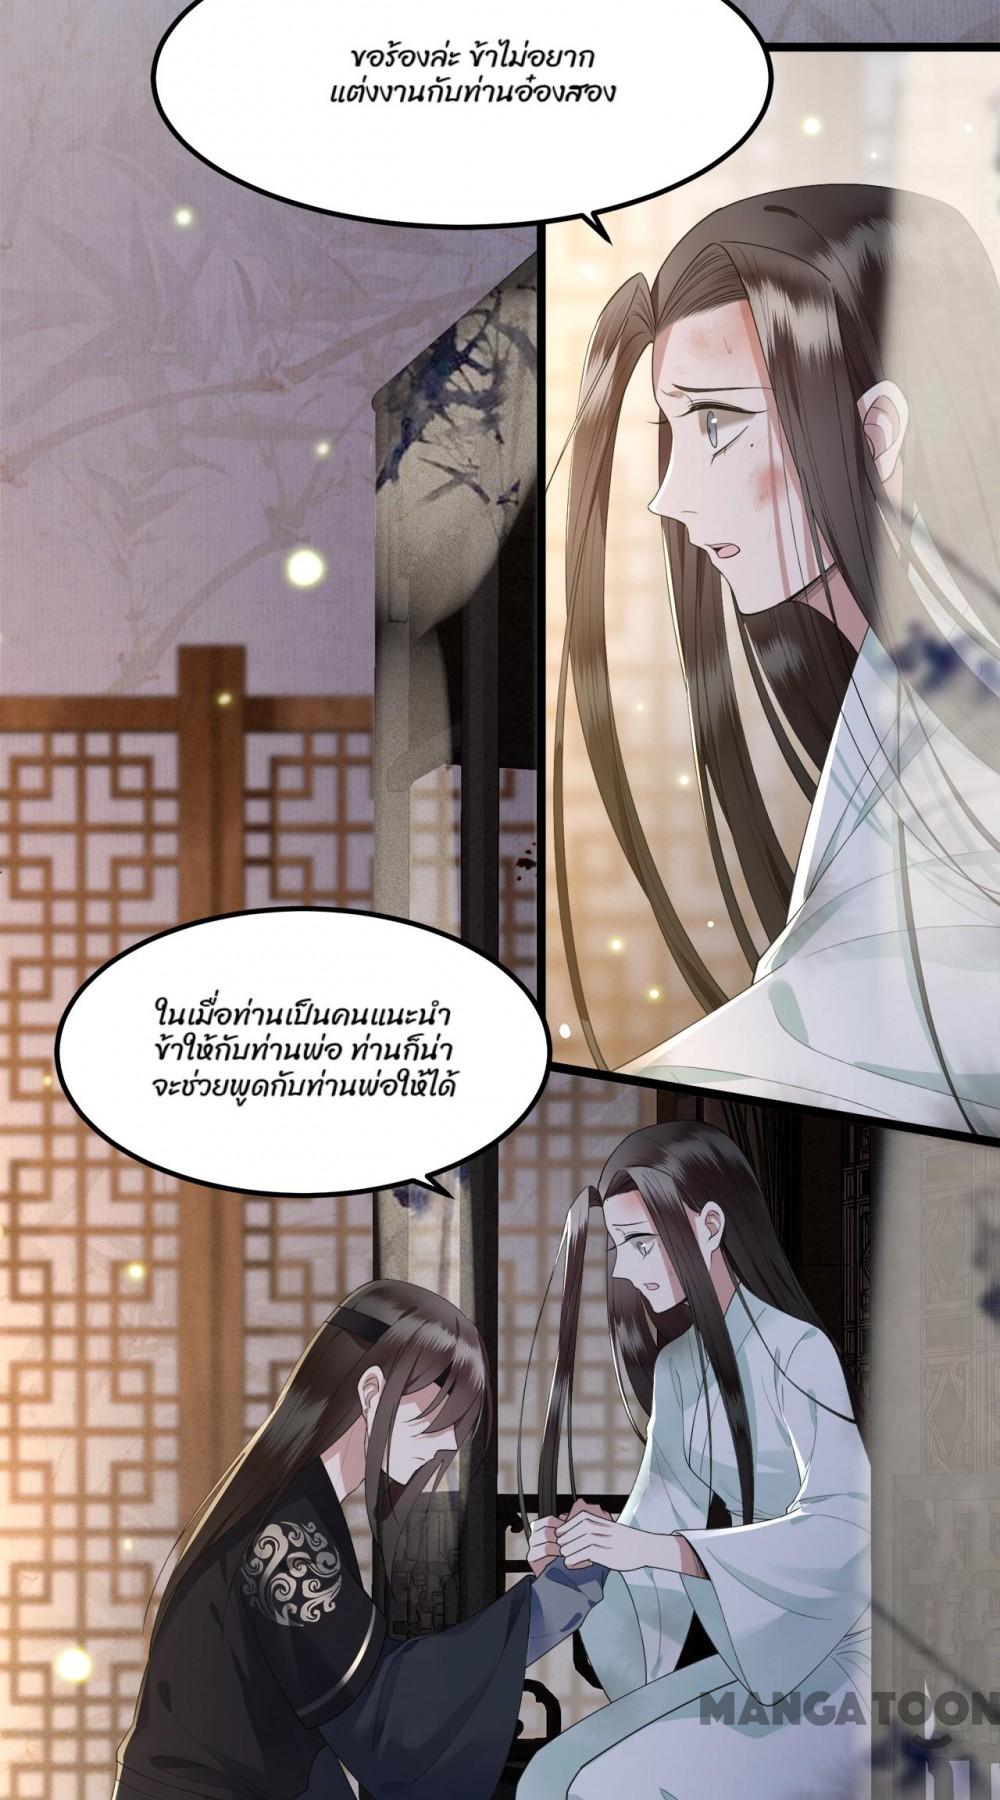 ขอร้องล่ะ ข้าไม่อยาก
แต่งงานกับท่านอ๋องสอง
ในเมื่อท่านเป็นคนแนะนำ
ข้าให้กับท่านพ่อ ท่านก็น่า
จะช่วยพูดกับท่านพ่อให้ได้
MANGATOON